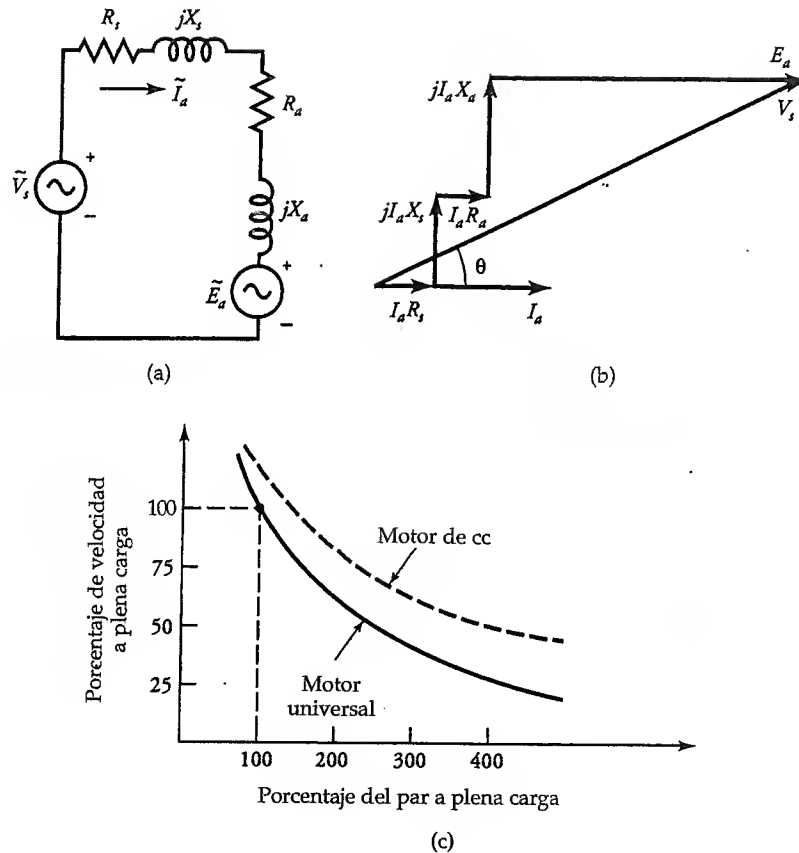 R_s
jX_s
Ĩ_a
R_a
+
Ṽ_s
−
jX_a
+
Ẽ_a
−
(a)
E_a
jI_aX_a
V_s
jI_aX_s
I_aR_a
θ
I_aR_s
I_a
(b)
Porcentaje de velocidad
a plena carga
100
75
50
25
Motor de cc
Motor
universal
100 200 300 400
Porcentaje del par a plena carga
(c)